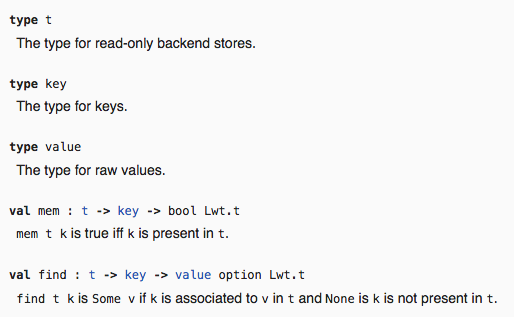 type t
The type for read-only backend stores.
type key
The type for keys.
type value
The type for raw values.
val mem : t -> key -> bool Lwt.t
mem t k is true iff k is present in t.
val find : t -> key -> value option Lwt.t
find t k is Some v if k is associated to v in t and None is k is not present in t.